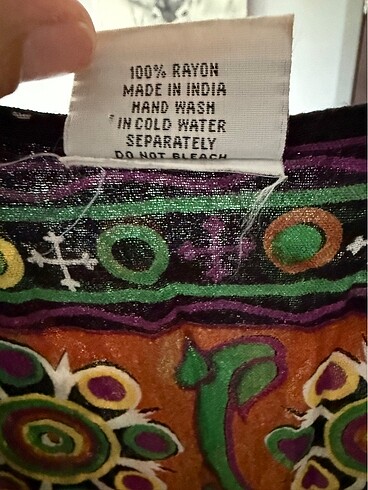 100% RAYON
MADE IN INDIA
HAND WASH
IN COLD WATER
SEPARATELY
DO NOT BLEACH